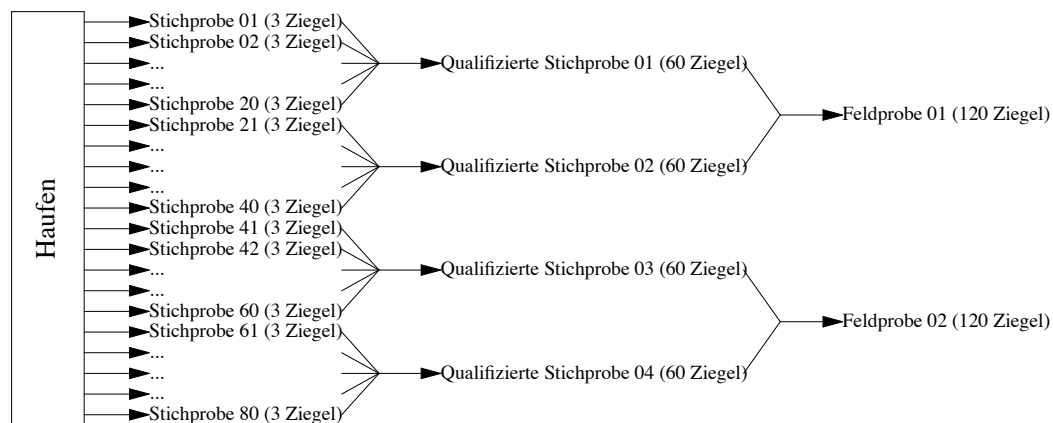 Haufen
Stichprobe 01 (3 Ziegel)
Stichprobe 02 (3 Ziegel)
...
...
Stichprobe 20 (3 Ziegel)
Stichprobe 21 (3 Ziegel)
...
...
...
Stichprobe 40 (3 Ziegel)
Stichprobe 41 (3 Ziegel)
Stichprobe 42 (3 Ziegel)
...
...
Stichprobe 60 (3 Ziegel)
Stichprobe 61 (3 Ziegel)
...
...
...
Stichprobe 80 (3 Ziegel)
Qualifizierte Stichprobe 01 (60 Ziegel)
Qualifizierte Stichprobe 02 (60 Ziegel)
Qualifizierte Stichprobe 03 (60 Ziegel)
Qualifizierte Stichprobe 04 (60 Ziegel)
Feldprobe 01 (120 Ziegel)
Feldprobe 02 (120 Ziegel)